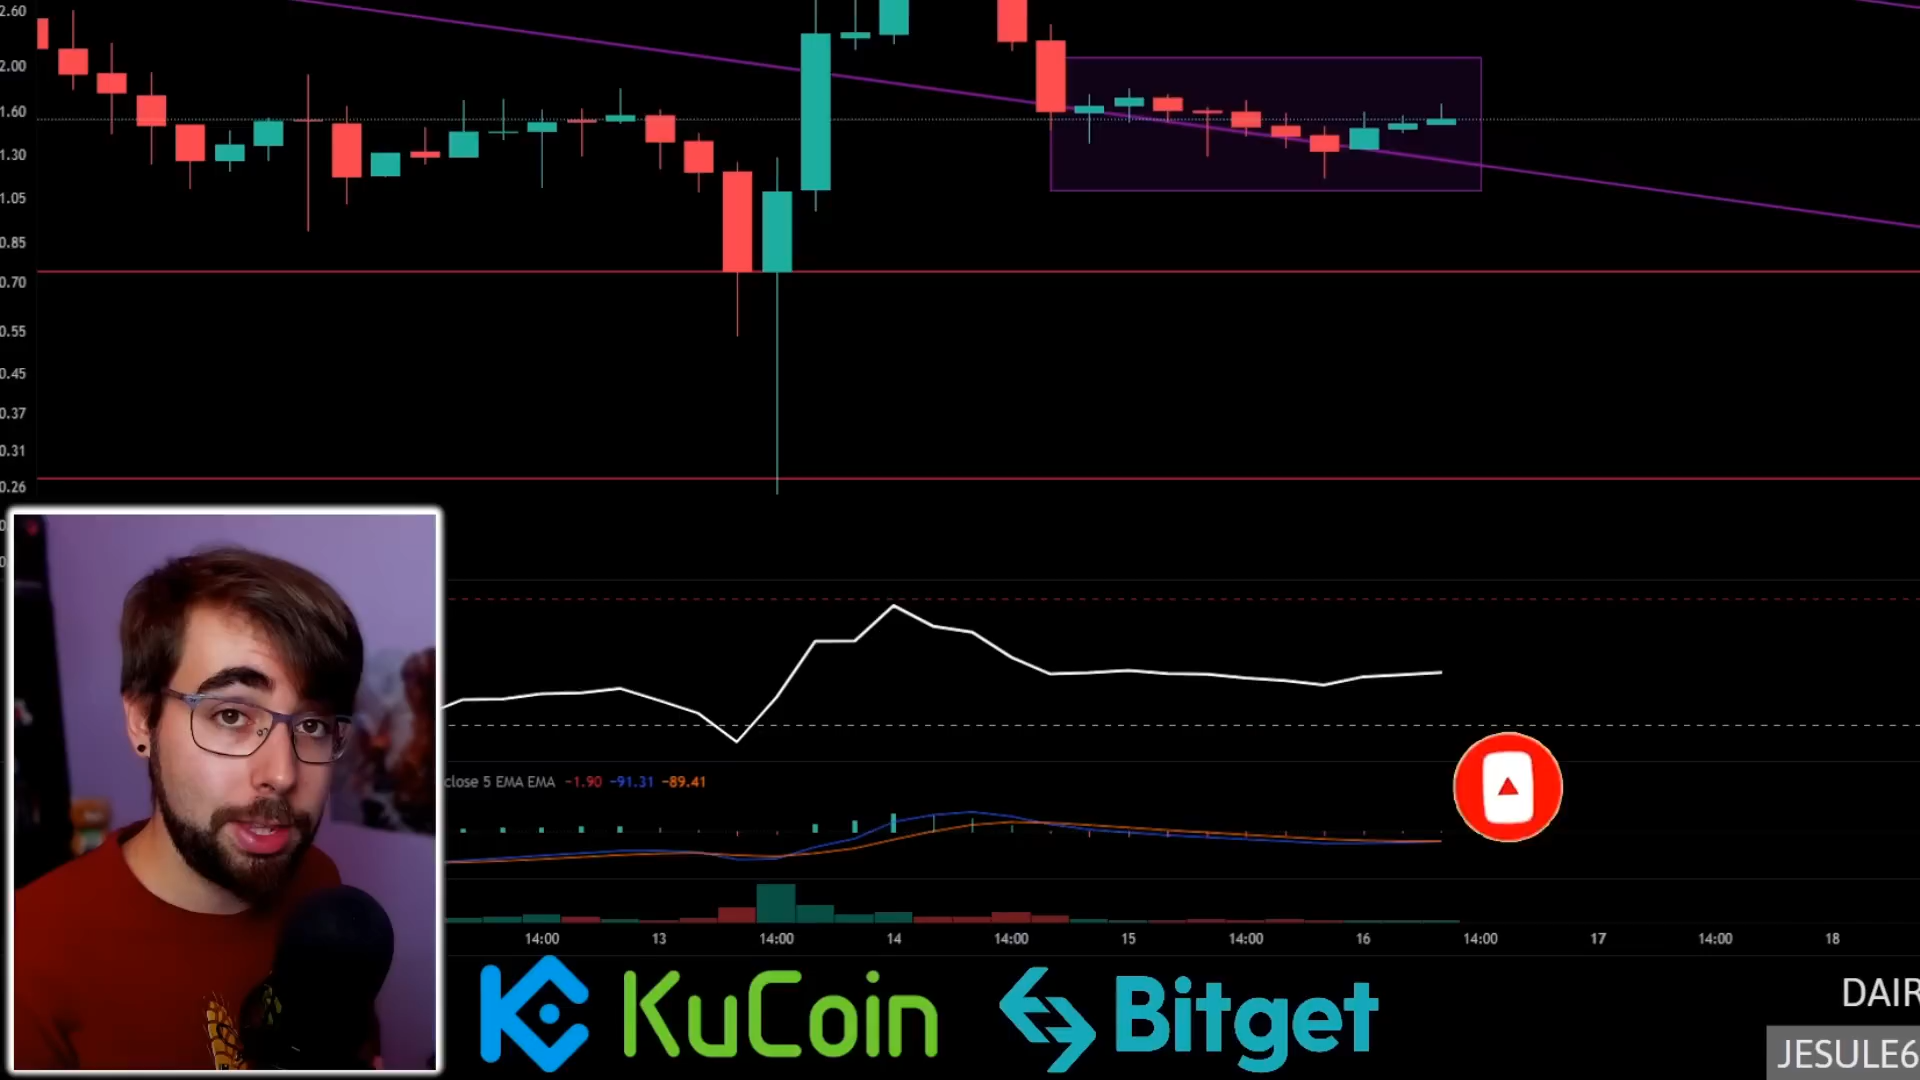 2.60
2.00
1.60
1.30
1.05
0.85
0.70
0.55
0.45
0.37
0.31
0.26
close 5 EMA EMA −1.90 −91.31 −89.41
14:00 13 14:00 14 14:00 15 14:00 16 14:00 17 14:00 18
KuCoin Bitget
DAIR
JESULE6